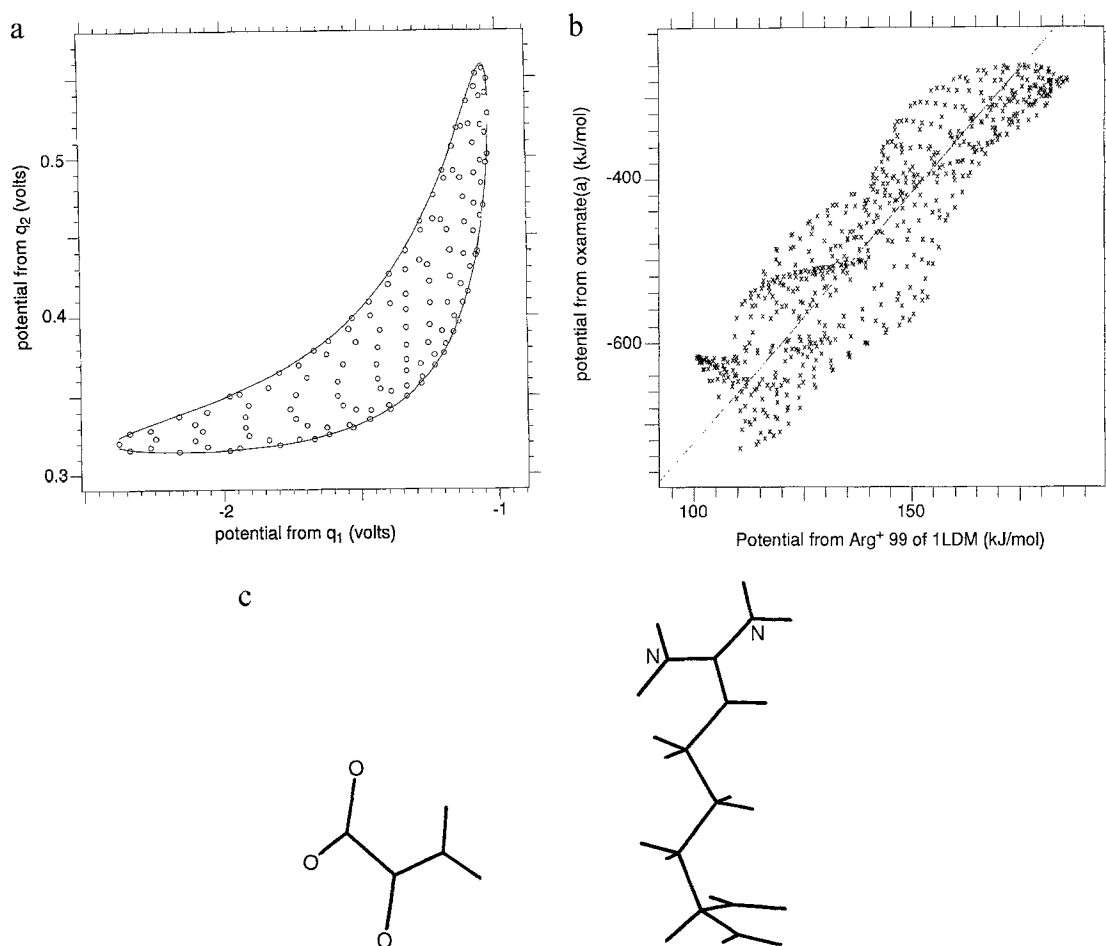 a
potential from q2 (volts)
0.5
0.4
0.3
-2
-1
potential from q1 (volts)
b
potential from oxamate(a) (kJ/mol)
-400
-600
100
150
Potential from Arg+ 99 of 1LDM (kJ/mol)
c
N
N
O
O
O